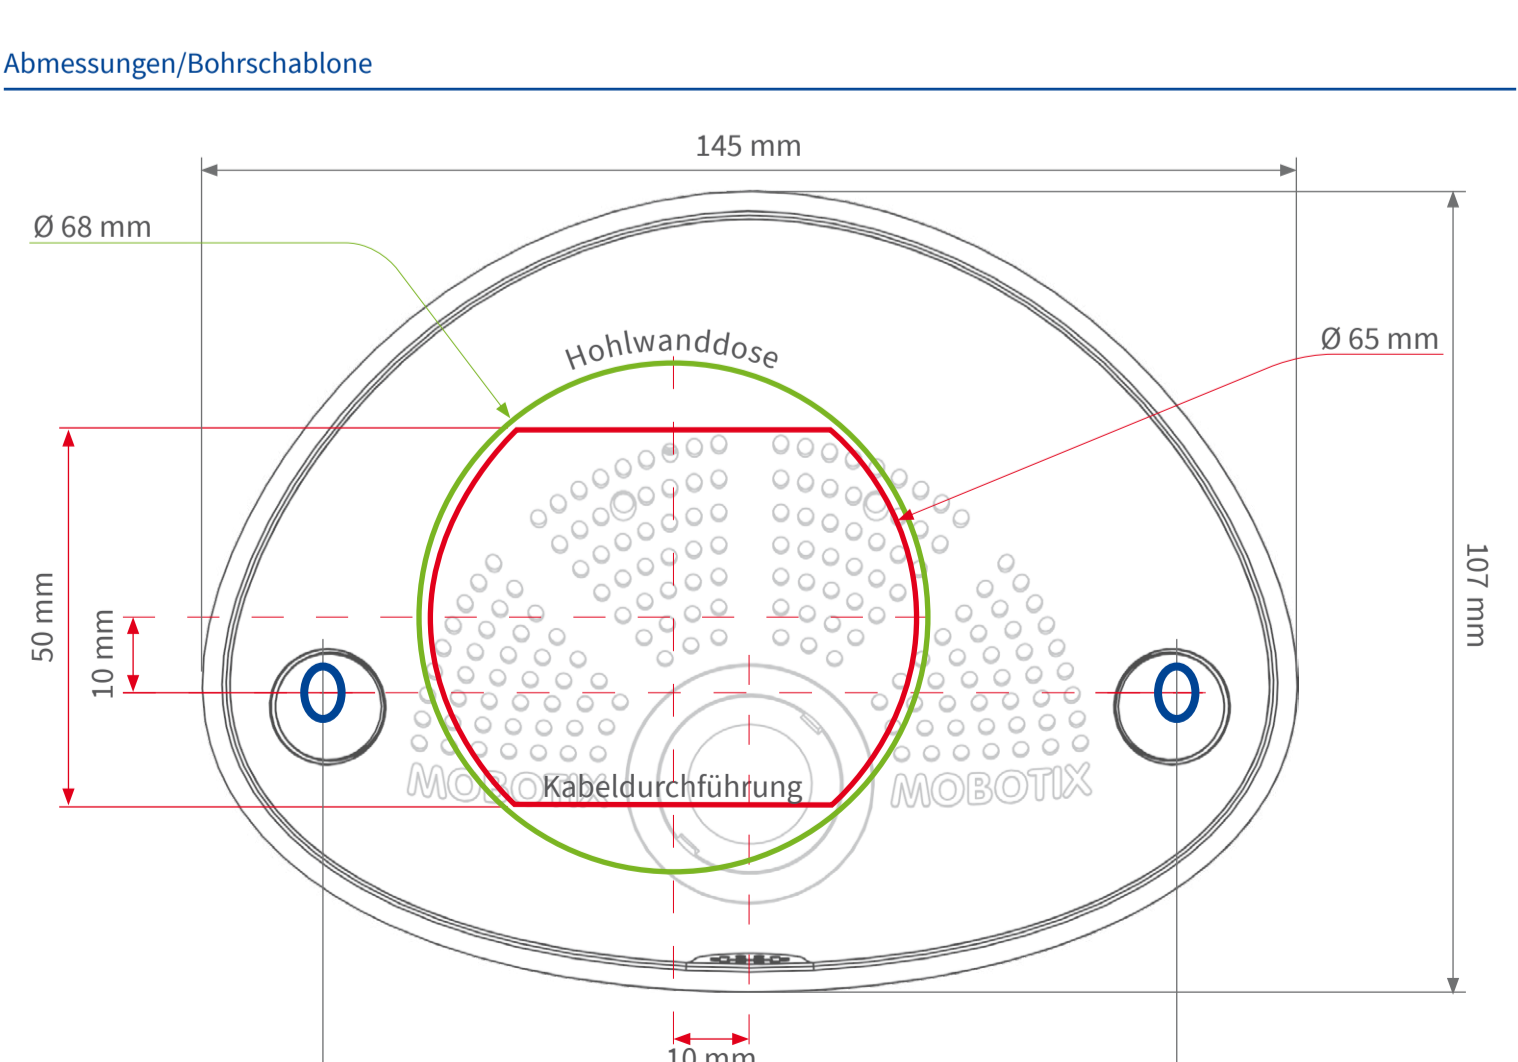 Abmessungen/Bohrschablone
145 mm
Ø 68 mm
Hohlwanddose
Ø 65 mm
50 mm
10 mm
107 mm
Kabeldurchführung
MOBOTIX
MOBOTIX
10 mm